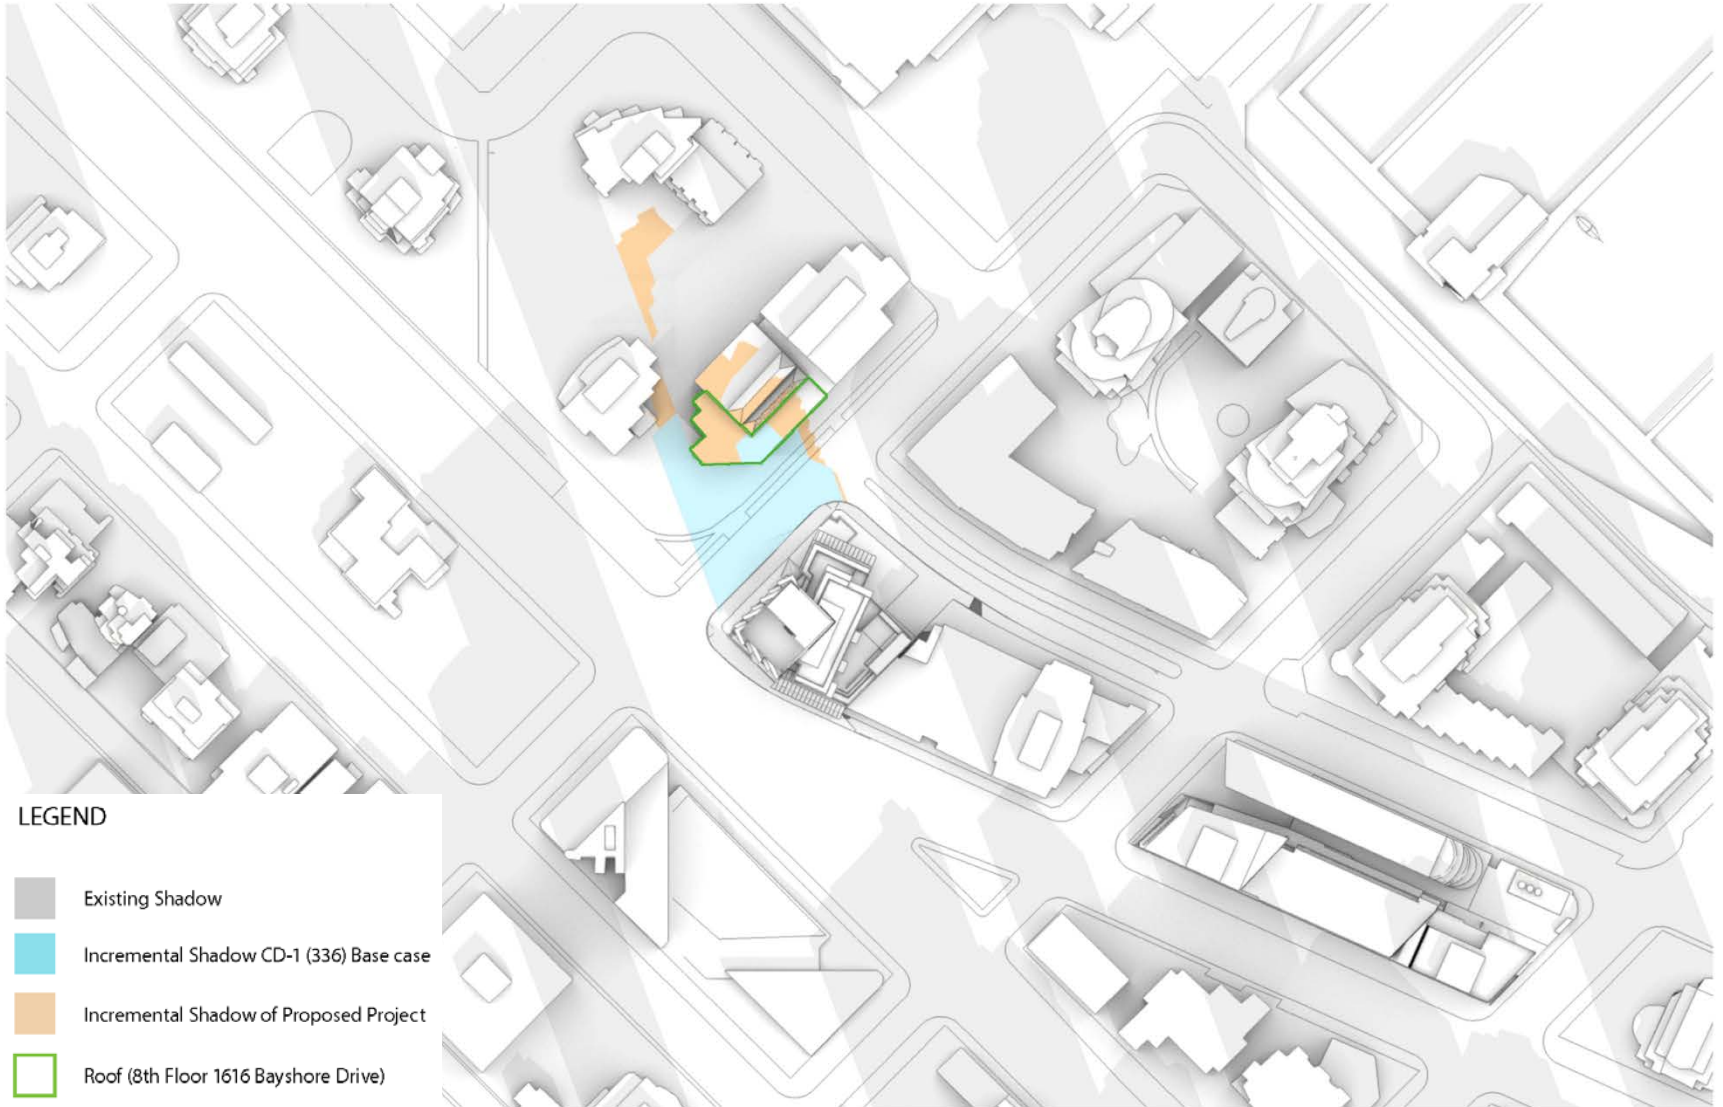 LEGEND
Existing Shadow
Incremental Shadow CD-1 (336) Base case
Incremental Shadow of Proposed Project
Roof (8th Floor 1616 Bayshore Drive)